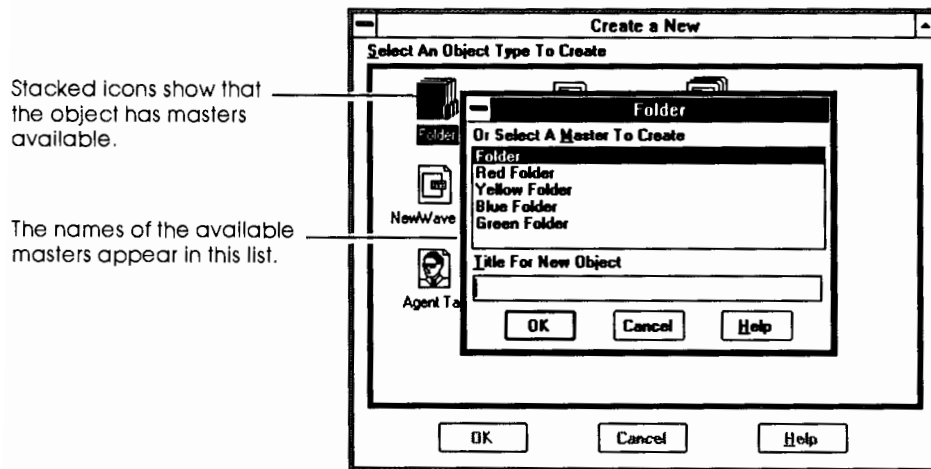 Create a New
Select An Object Type To Create
Stacked icons show that
the object has masters
available.
Folder
Folder
Or Select A Master To Create
Folder
Red Folder
Yellow Folder
Blue Folder
Green Folder
NewWave
The names of the available
masters appear in this list.
Title For New Object
Agent Ta
OK
Cancel
Help
OK
Cancel
Help